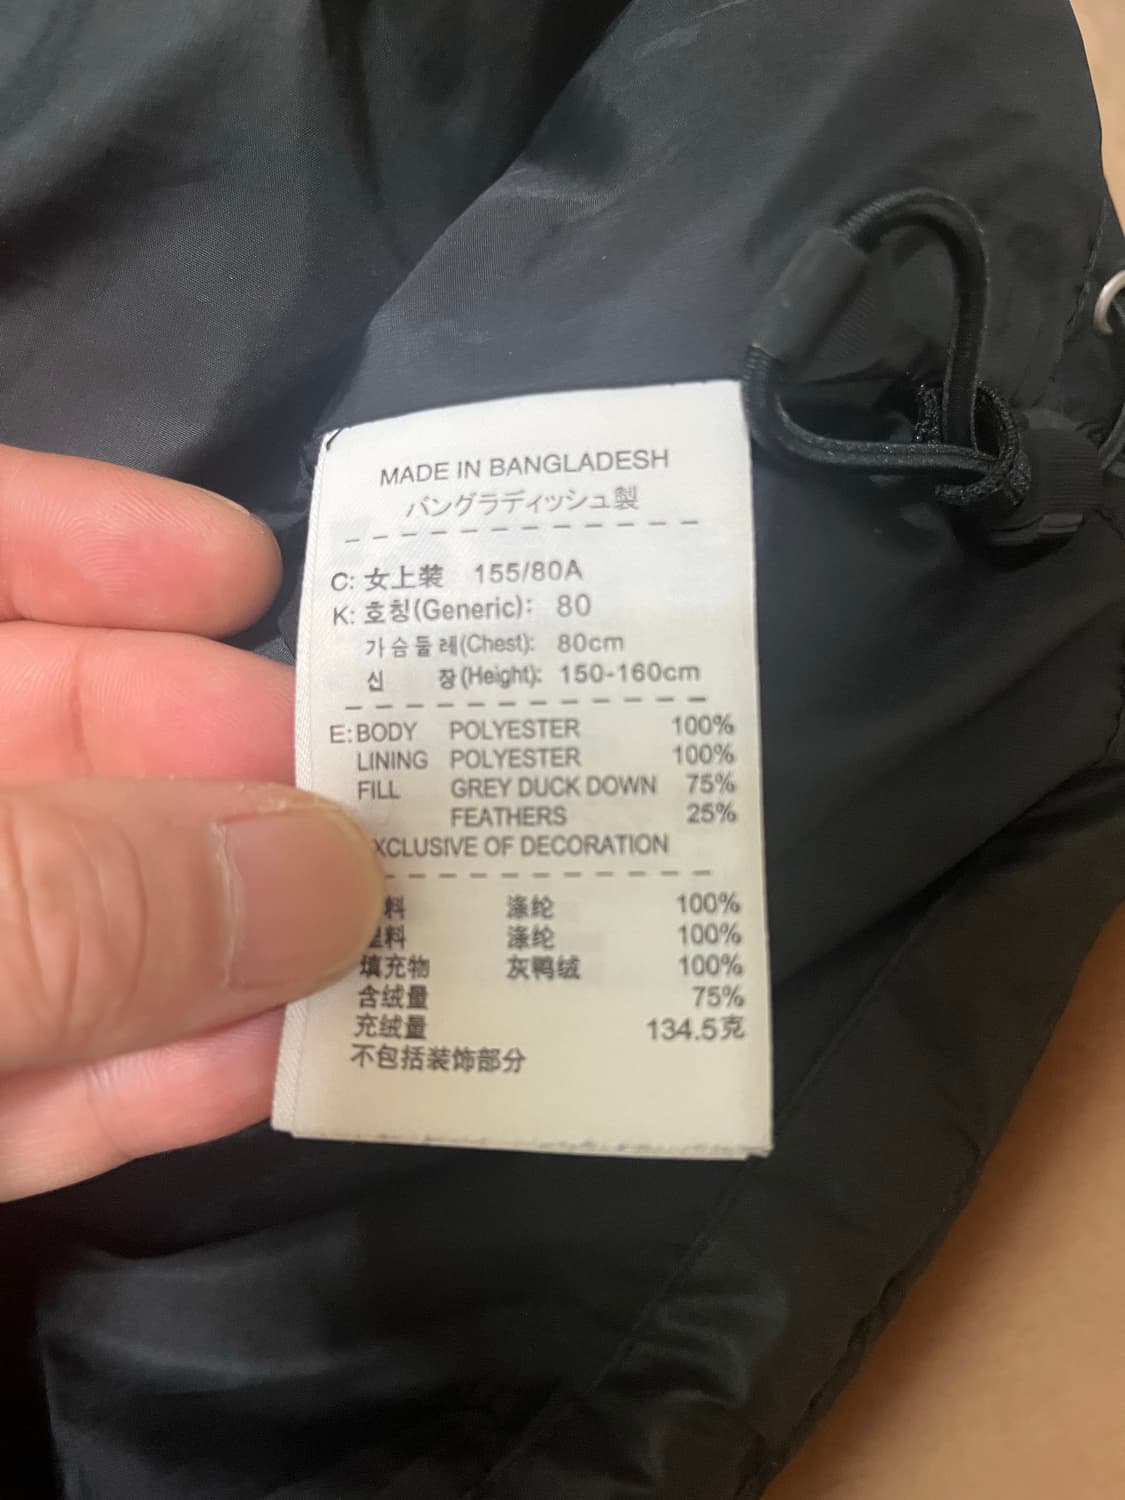 MADE IN BANGLADESH
バングラディッシュ製
C: 女上装 155/80A
K: 호칭(Generic): 80
가슴둘레(Chest): 80cm
신 장(Height): 150-160cm
E: BODY POLYESTER 100%
LINING POLYESTER 100%
FILL GREY DUCK DOWN 75%
FEATHERS 25%
XCLUSIVE OF DECORATION
料 涤纶 100%
料 涤纶 100%
填充物 灰鸭绒 100%
含绒量 75%
充绒量 134.5克
不包括装饰部分